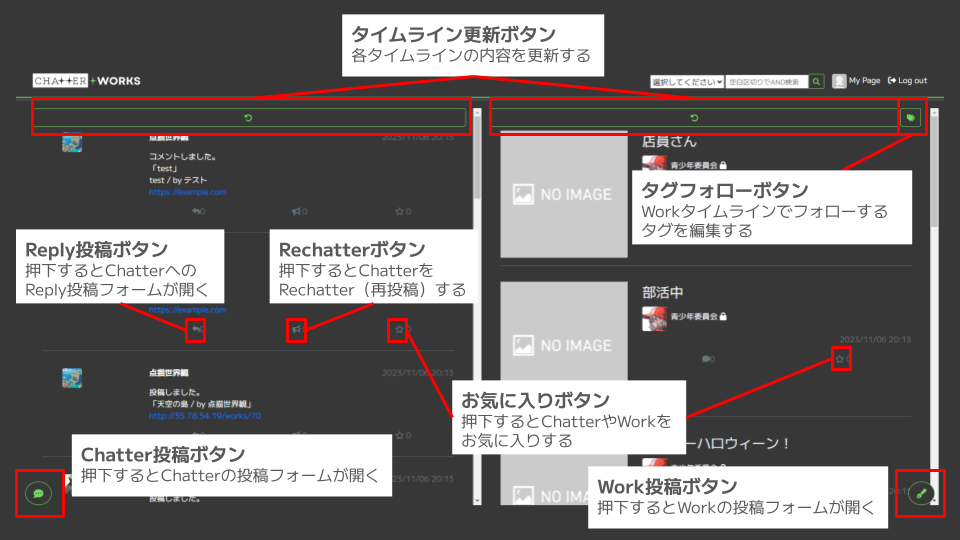 タイムライン更新ボタン
各タイムラインの内容を更新する
CHATTER+WORKS
選択してください
空白区切りでAND検索
My Page
Log out
点描世界観
2023/11/06 20:13
コメントしました。
「test」
test / by テスト
https://example.com
0
0
0
NO IMAGE
店員さん
青少年委員会
タグフォローボタン
Workタイムラインでフォローする
タグを編集する
Reply投稿ボタン
押下するとChatterへの
Reply投稿フォームが開く
Rechatterボタン
押下するとChatterを
Rechatter（再投稿）する
https://example.com
0
0
0
NO IMAGE
部活中
青少年委員会
2023/11/06 20:13
0
0
点描世界観
2023/11/06 20:13
投稿しました。
「天空の島 / by 点描世界観」
http://35.78.54.19/works/70
0
お気に入りボタン
押下するとChatterやWorkを
お気に入りする
Chatter投稿ボタン
押下するとChatterの投稿フォームが開く
投稿しました。
ーハロウィーン！
NO IM
Work投稿ボタン
押下するとWorkの投稿フォームが開く